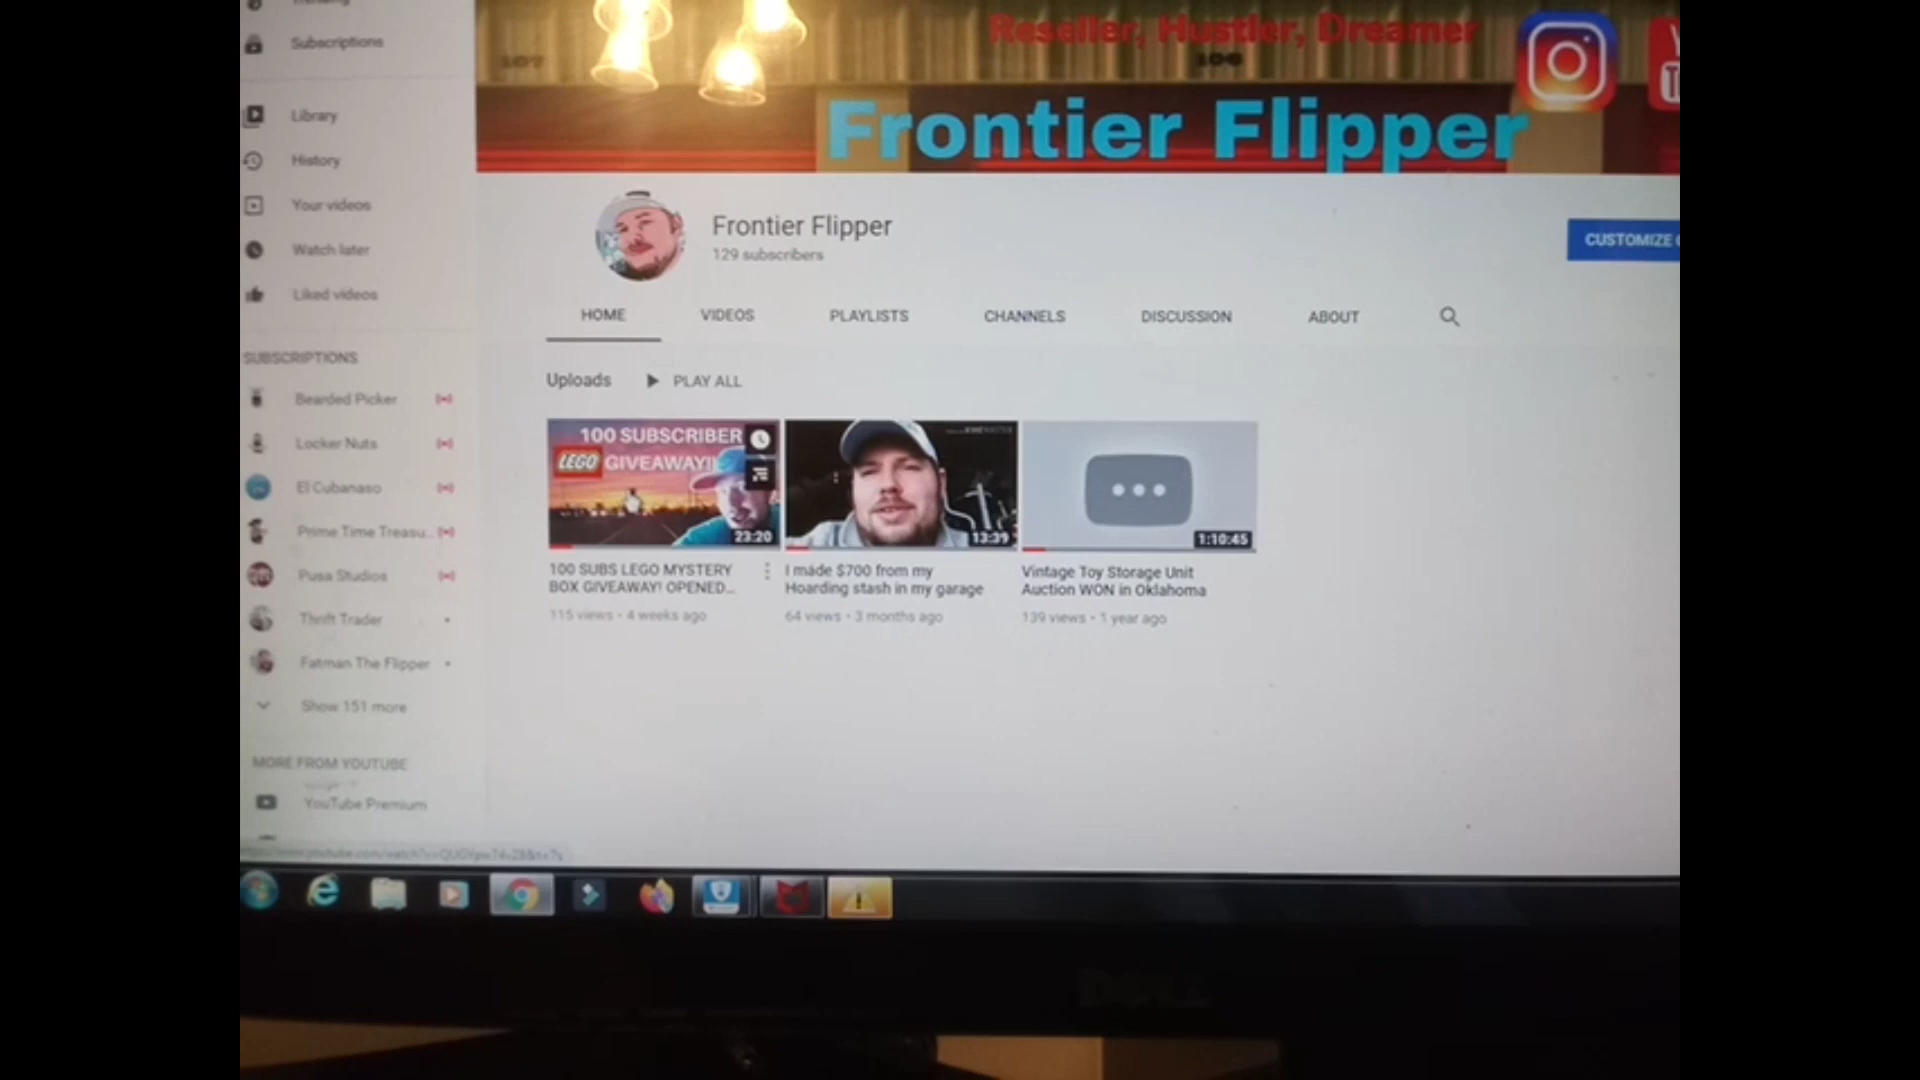 Subscriptions
Library
History
Your videos
Watch later
Liked videos
SUBSCRIPTIONS
Bearded Picker
Locker Nuts
El Cubanaso
Prime Time Treasu...
Pusa Studios
Thrift Trader
Fatman The Flipper
Show 151 more
MORE FROM YOUTUBE
YouTube Premium
Reseller, Hustler, Dreamer
107
106
Frontier Flipper
Frontier Flipper
129 subscribers
CUSTOMIZE
HOME VIDEOS PLAYLISTS CHANNELS DISCUSSION ABOUT
Uploads PLAY ALL
100 SUBSCRIBER
LEGO GIVEAWAY!!
23:20
13:39
1:10:45
100 SUBS LEGO MYSTERY
BOX GIVEAWAY! OPENED...
115 views • 4 weeks ago
I made $700 from my
Hoarding stash in my garage
64 views • 3 months ago
Vintage Toy Storage Unit
Auction WON in Oklahoma
139 views • 1 year ago
DELL